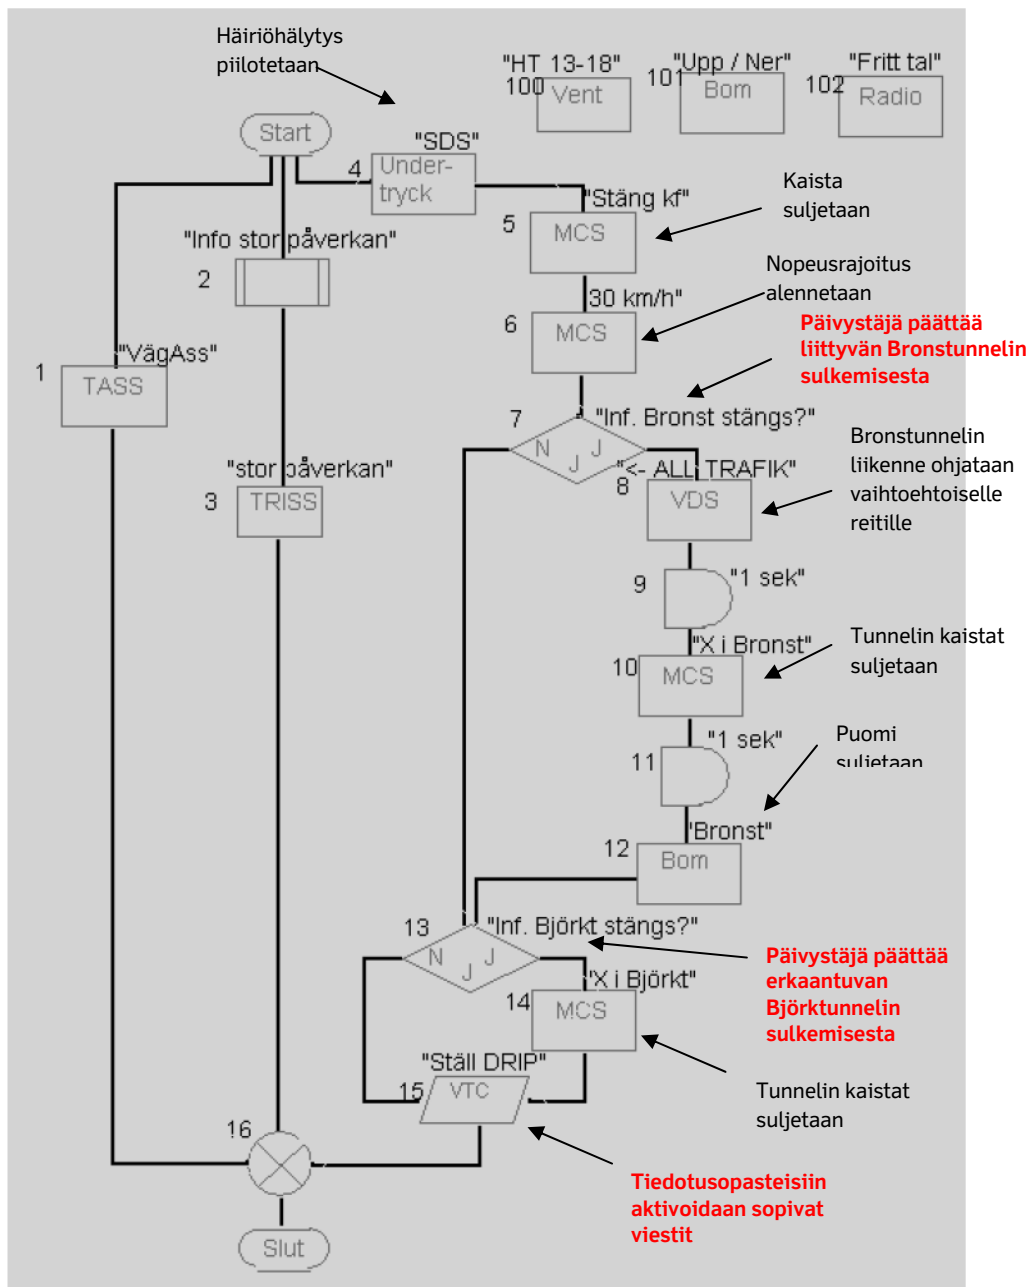 Häiriöhälytys
piilotetaan
"HT 13-18"
100
Vent
"Upp / Ner"
101
Bom
"Fritt tal"
102
Radio
Start
"SDS"
4
Under-
tryck
"Stäng kf"
5
MCS
Kaista
suljetaan
"Info stor påverkan"
2
Nopeusrajoitus
alennetaan
30 km/h"
6
MCS
Päivystäjä päättää
liittyvän Bronstunnelin
sulkemisesta
"VägAss"
1
TASS
7
"Inf. Bronst stängs?"
N J J
Bronstunnelin
liikenne ohjataan
vaihtoehtoiselle
reitille
"<- ALL TRAFIK"
8
VDS
"stor påverkan"
3
TRISS
9
"1 sek"
"X i Bronst"
10
MCS
Tunnelin kaistat
suljetaan
"1 sek"
11
Puomi
suljetaan
"Bronst"
12
Bom
13
"Inf. Björkt stängs?"
N J J
Päivystäjä päättää
erkaantuvan
Björktunnelin
sulkemisesta
"X i Björkt"
14
MCS
"Ställ DRIP"
15
VTC
Tunnelin kaistat
suljetaan
16
Tiedotusopasteisiin
aktivoidaan sopivat
viestit
Slut